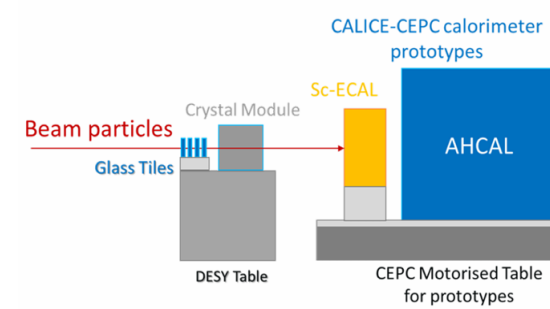 CALICE-CEPC calorimeter
prototypes
Sc-ECAL
Crystal Module
Beam particles
AHCAL
Glass Tiles
DESY Table
CEPC Motorised Table
for prototypes